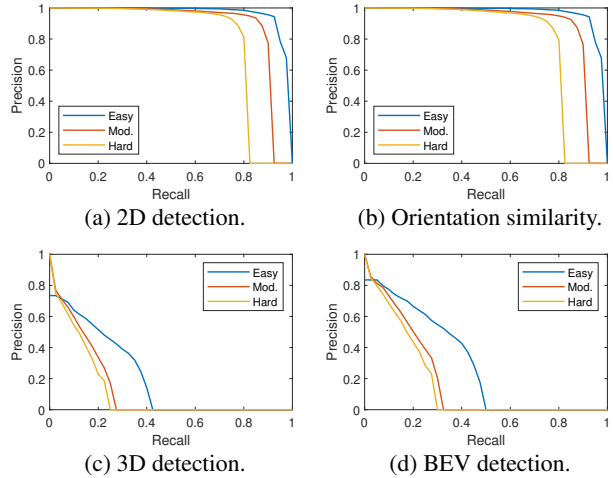 1
0.8
0.6
0.4
0.2
0
Precision
Easy
Mod.
Hard
0 0.2 0.4 0.6 0.8 1
Recall
(a) 2D detection.
1
0.8
0.6
0.4
0.2
0
Precision
Easy
Mod.
Hard
0 0.2 0.4 0.6 0.8 1
Recall
(b) Orientation similarity.
1
0.8
0.6
0.4
0.2
0
Precision
Easy
Mod.
Hard
0 0.2 0.4 0.6 0.8 1
Recall
(c) 3D detection.
1
0.8
0.6
0.4
0.2
0
Precision
Easy
Mod.
Hard
0 0.2 0.4 0.6 0.8 1
Recall
(d) BEV detection.